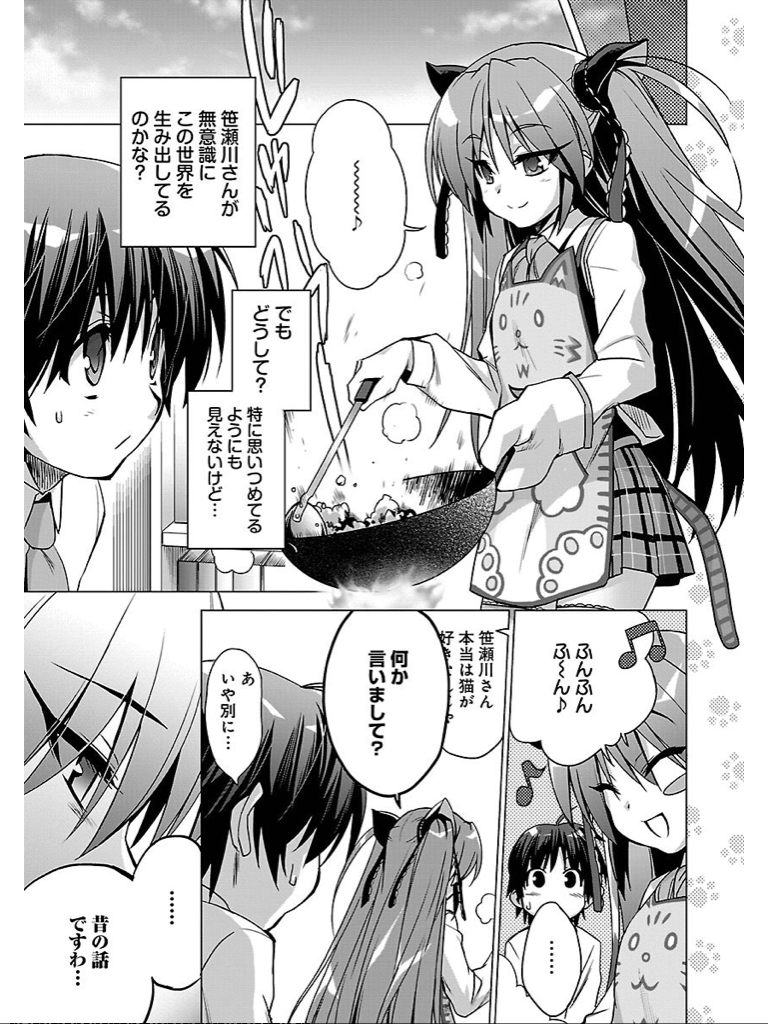 〜〜〜♪
笹瀬川さんが
無意識に
この世界を
生み出してる
のかな？
でも
どうして？
特に思いつめてる
ようにも
見えないけど…
ふんふん
ふ〜ん♪
……
笹瀬川さん
本当は猫が
何か
言いまして？
あ
いや別に…
……
昔の話
ですわ…